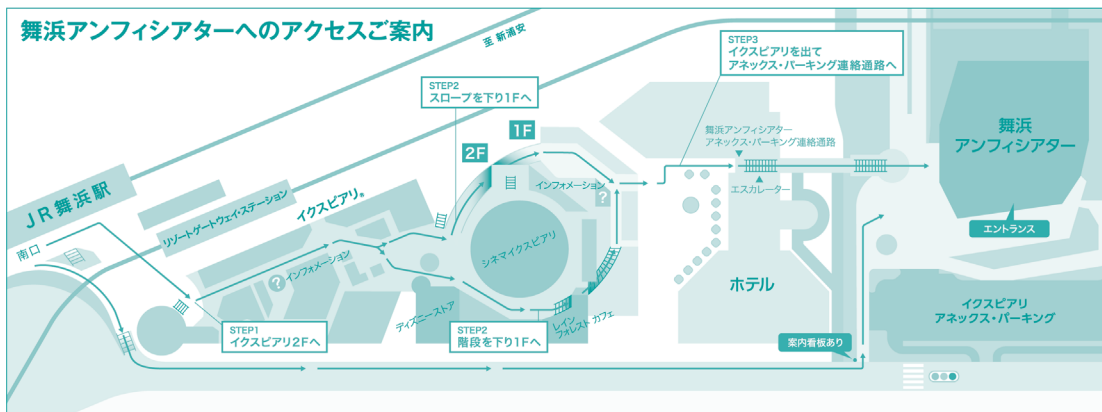 舞浜アンフィシアターへのアクセスご案内
至 新浦安
STEP3
イクスピアリを出て
アネックス・パーキング連絡通路へ
STEP2
スロープを下り1Fへ
1F
2F
舞浜
アンフィシアター
舞浜アンフィシアター
アネックス・パーキング連絡通路
エスカレーター
インフォメーション
?
JR舞浜駅
リゾートゲートウェイ・ステーション
イクスピアリ®
シネマイクスピアリ
エントランス
南口
?
インフォメーション
ホテル
ディズニーストア
レイン
フォレスト カフェ
イクスピアリ
アネックス・パーキング
STEP1
イクスピアリ2Fへ
STEP2
階段を下り1Fへ
案内看板あり